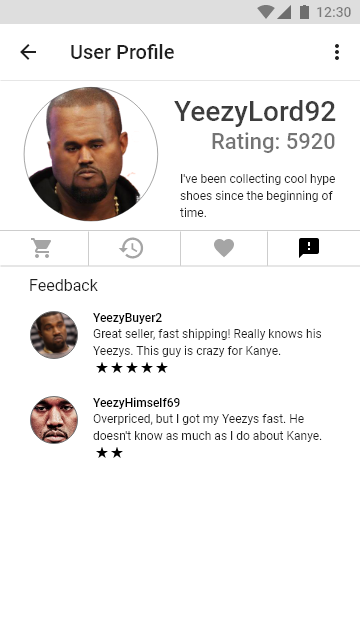 12:30
User Profile
YeezyLord92
Rating: 5920
I've been collecting cool hype
shoes since the beginning of
time.
Feedback
YeezyBuyer2
Great seller, fast shipping! Really knows his
Yeezys. This guy is crazy for Kanye.
YeezyHimself69
Overpriced, but I got my Yeezys fast. He
doesn't know as much as I do about Kanye.